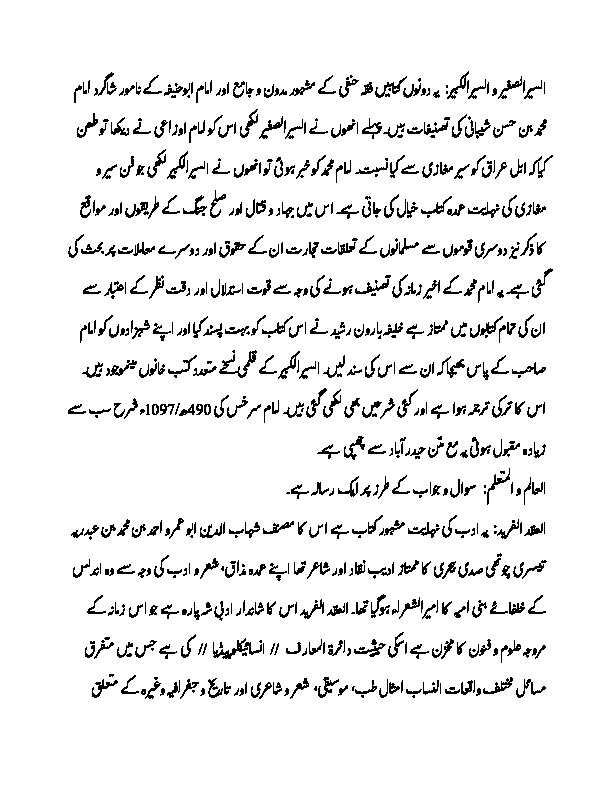 السیرالصغیر و السیرالکبیر: یہ دونوں کتابیں فقہ حنفی کے مشہور مدون و جامع اور امام ابوحنیفہ کے نامور شاگرد امام
محمد بن حسن شیبانی کی تصنیفات ہیں۔ پہلے انھوں نے السیرالصغیر لکھی اس کو امام اوزاعی نے دیکھا تو طعن
کیا کہ اہل عراق کو سیر مغازی سے کیا نسبت۔ امام محمد کو خبر ہوئی تو انھوں نے السیرالکبیر لکھی جو فن سیر و
مغازی کی نہایت عمدہ کتاب خیال کی جاتی ہے۔ اس میں جہاد و قتال اور صلح جنگ کے طریقوں اور مواقع
کا ذکر نیز دوسری قوموں سے مسلمانوں کے تعلقات تجارت ان کے حقوق اور دوسرے معاملات پر بحث کی
گئی ہے۔ یہ امام محمد کے اخیر زمانہ کی تصنیف ہونے کی وجہ سے قوت استدلال اور دقت نظر کے اعتبار سے
ان کی تمام کتابوں میں ممتاز ہے خلیفہ ہارون رشید نے اس کتاب کو بہت پسند کیا اور اپنے شہزادوں کو امام
صاحب کے پاس بھیجا کہ ان سے اس کی سند لیں۔ السیرالکبیر کے قلمی نسخے متعدد کتب خانوں میںموجود ہیں۔
اس کا ترکی ترجمہ ہوا ہے اور کئی شرحیں بھی لکھی گئی ہیں۔ امام سرخس کی 490ھ/1097ء شرح سب سے
زیادہ مقبول ہوئی یہ مع متن حیدرآباد سے چھپی ہے۔
العالم و المتعلم: سوال و جواب کے طرز پر ایک رسالہ ہے۔
العقد الفرید: یہ ادب کی نہایت مشہور کتاب ہے اس کا مصنف شہاب الدین ابو عمرو احمد بن محمد بن عبدربہ
تیسری چوتھی صدی ہجری کا ممتاز ادیب نقاد اور شاعر تھا اپنے عمدہ مذاق، شعر و ادب کی وجہ سے وہ اندلس
کے خلفائے بنی امیہ کا امیرالشعراء ہوگیا تھا۔ العقد الفرید اس کا شاندار ادبی شہ پارہ ہے جو اس زمانہ کے
مروجہ علوم و فنون کا مخزن ہے اسکی حیثیت دائرۃ المعارف // انسائیکلوپیڈیا // کی ہے جس میں متفرق
مسائل مختلف واقعات انساب امثال طب، موسیقی، شعر و شاعری اور تاریخ و جغرافیہ وغیرہ کے متعلق